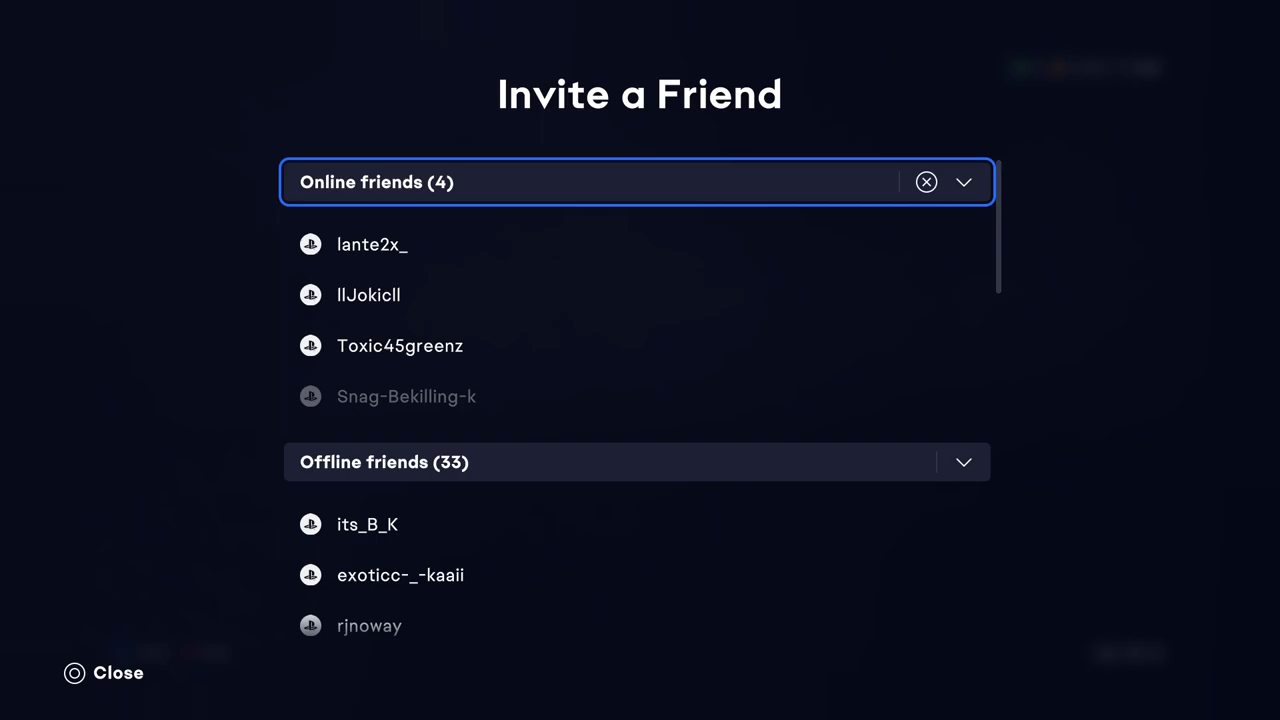 Invite a Friend
Online friends (4)
lante2x_
llJokicll
Toxic45greenz
Snag-Bekilling-k
Offline friends (33)
its_B_K
exoticc-_-kaaii
rjnoway
Close